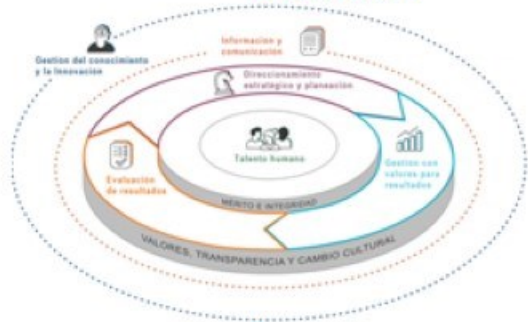 Gestión del conocimiento
y la Innovación
Información y
comunicación
Direccionamiento
estratégico y planeación
Talento humano
Gestión con
valores para
resultados
Evaluación
de resultados
MERITO E INTEGRIDAD
VALORES, TRANSPARENCIA Y CAMBIO CULTURAL